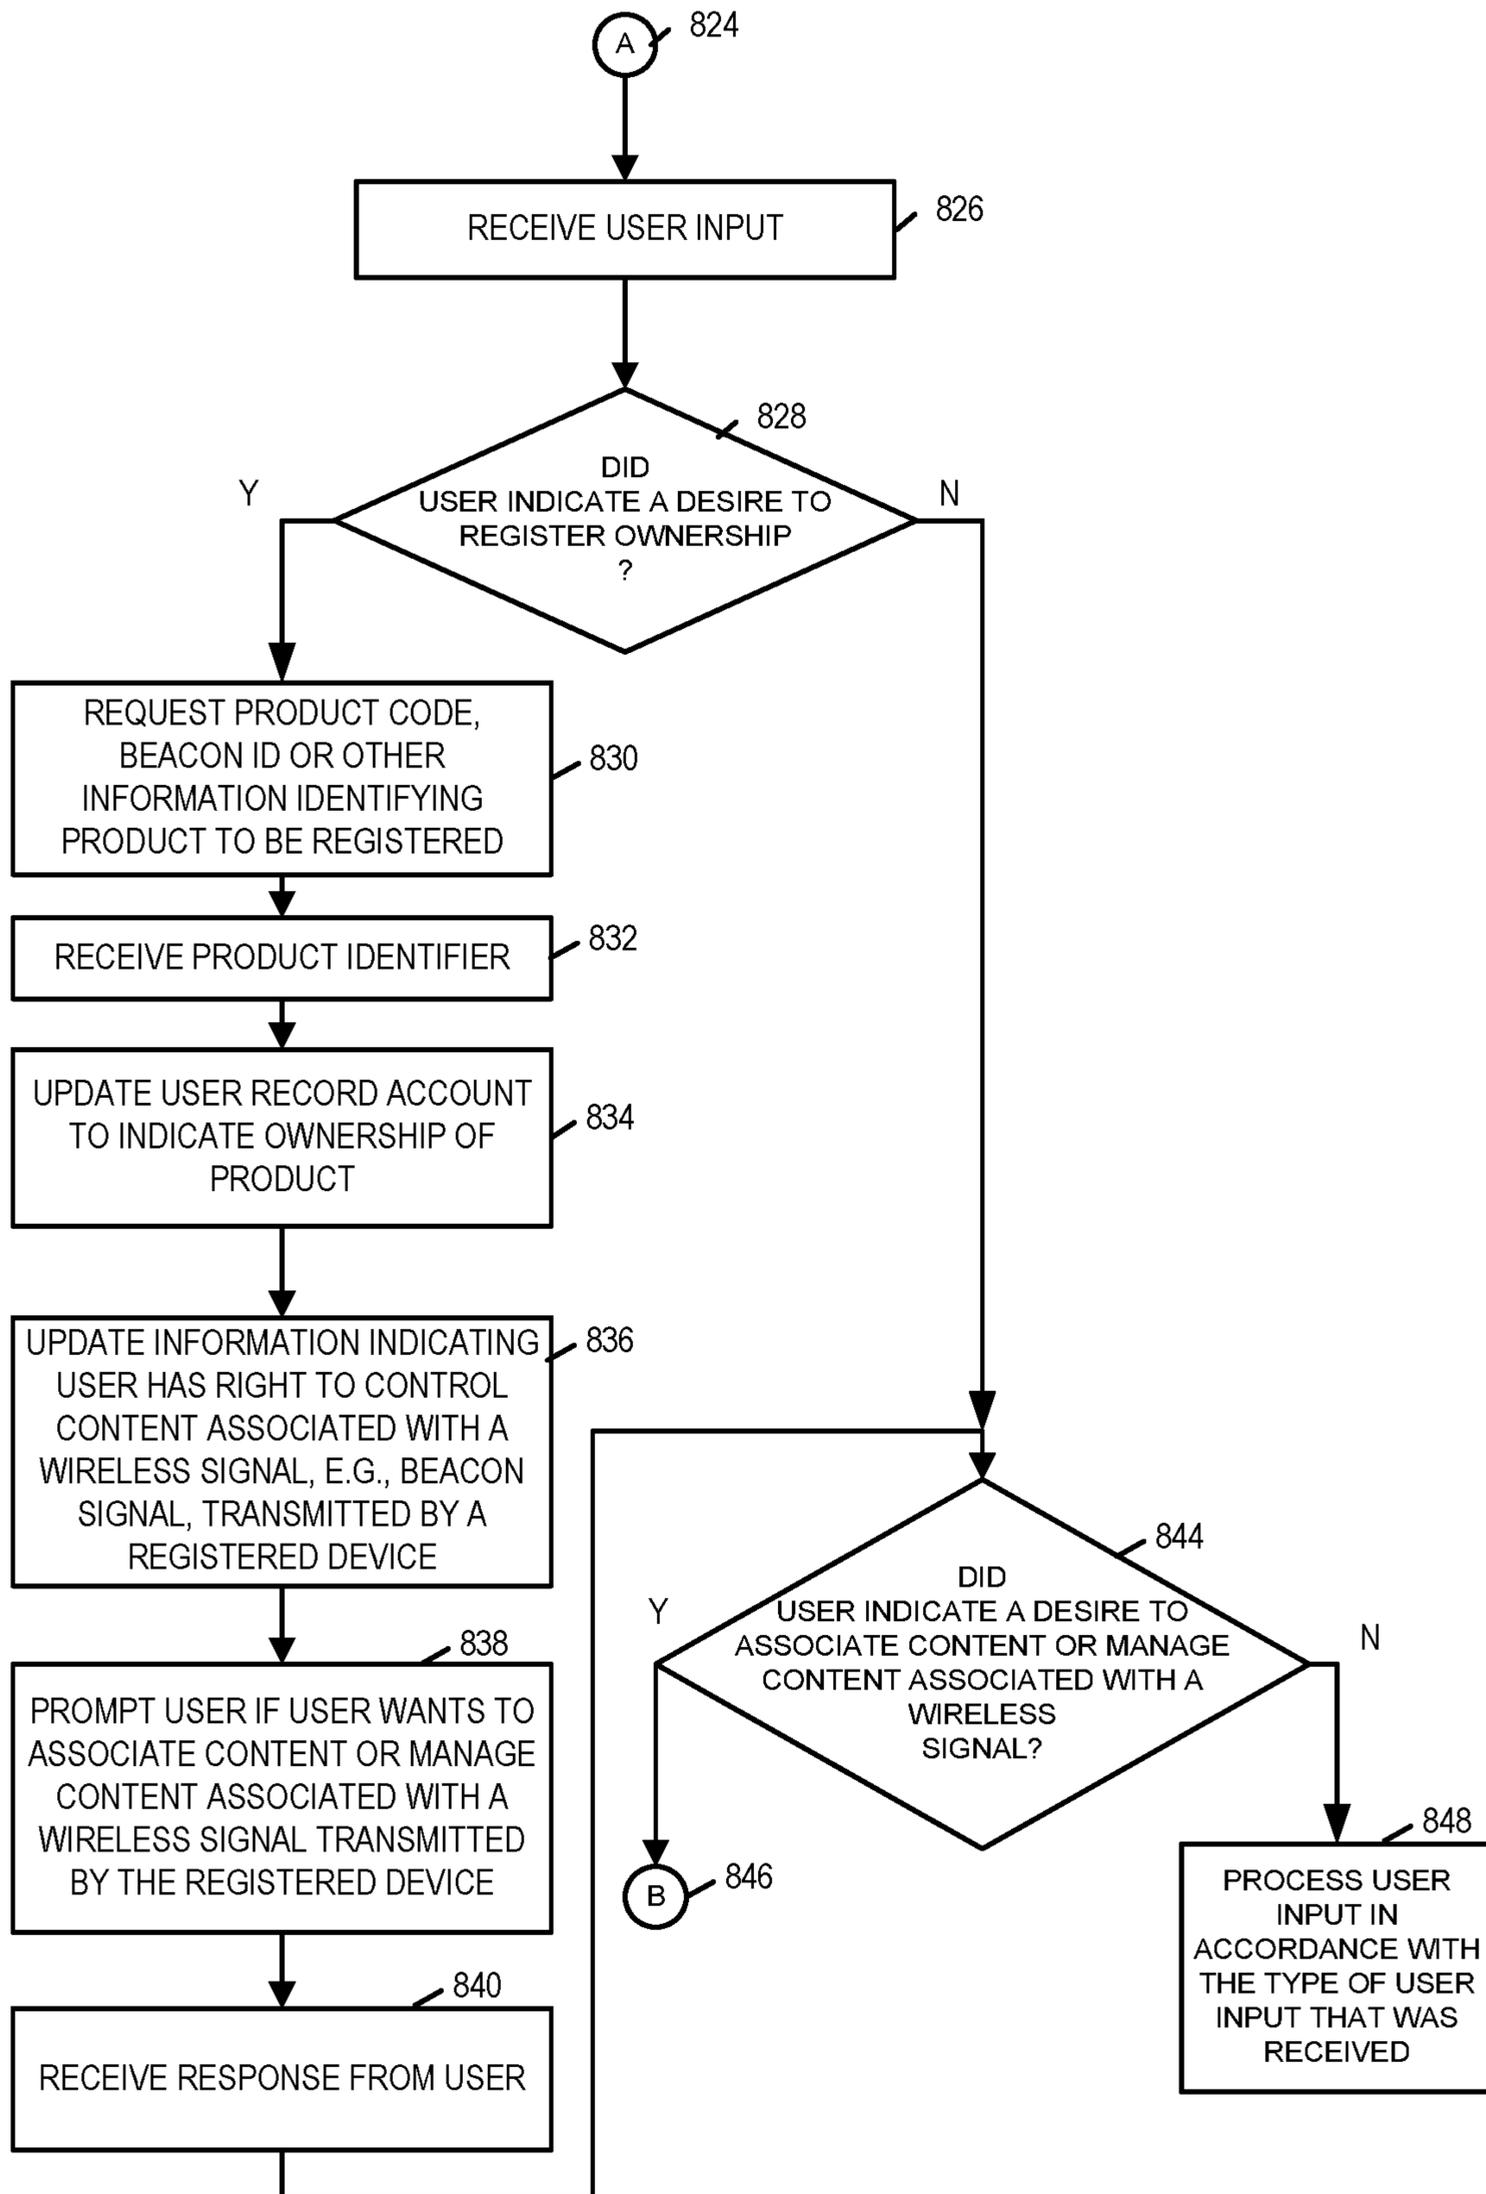 A
824
RECEIVE USER INPUT
826
828
DID
USER INDICATE A DESIRE TO
REGISTER OWNERSHIP
?
Y
N
REQUEST PRODUCT CODE,
BEACON ID OR OTHER
INFORMATION IDENTIFYING
PRODUCT TO BE REGISTERED
830
RECEIVE PRODUCT IDENTIFIER
832
UPDATE USER RECORD ACCOUNT
TO INDICATE OWNERSHIP OF
PRODUCT
834
UPDATE INFORMATION INDICATING
USER HAS RIGHT TO CONTROL
CONTENT ASSOCIATED WITH A
WIRELESS SIGNAL, E.G., BEACON
SIGNAL, TRANSMITTED BY A
REGISTERED DEVICE
836
838
PROMPT USER IF USER WANTS TO
ASSOCIATE CONTENT OR MANAGE
CONTENT ASSOCIATED WITH A
WIRELESS SIGNAL TRANSMITTED
BY THE REGISTERED DEVICE
840
RECEIVE RESPONSE FROM USER
844
DID
USER INDICATE A DESIRE TO
ASSOCIATE CONTENT OR MANAGE
CONTENT ASSOCIATED WITH A
WIRELESS
SIGNAL?
Y
N
B
846
848
PROCESS USER
INPUT IN
ACCORDANCE WITH
THE TYPE OF USER
INPUT THAT WAS
RECEIVED